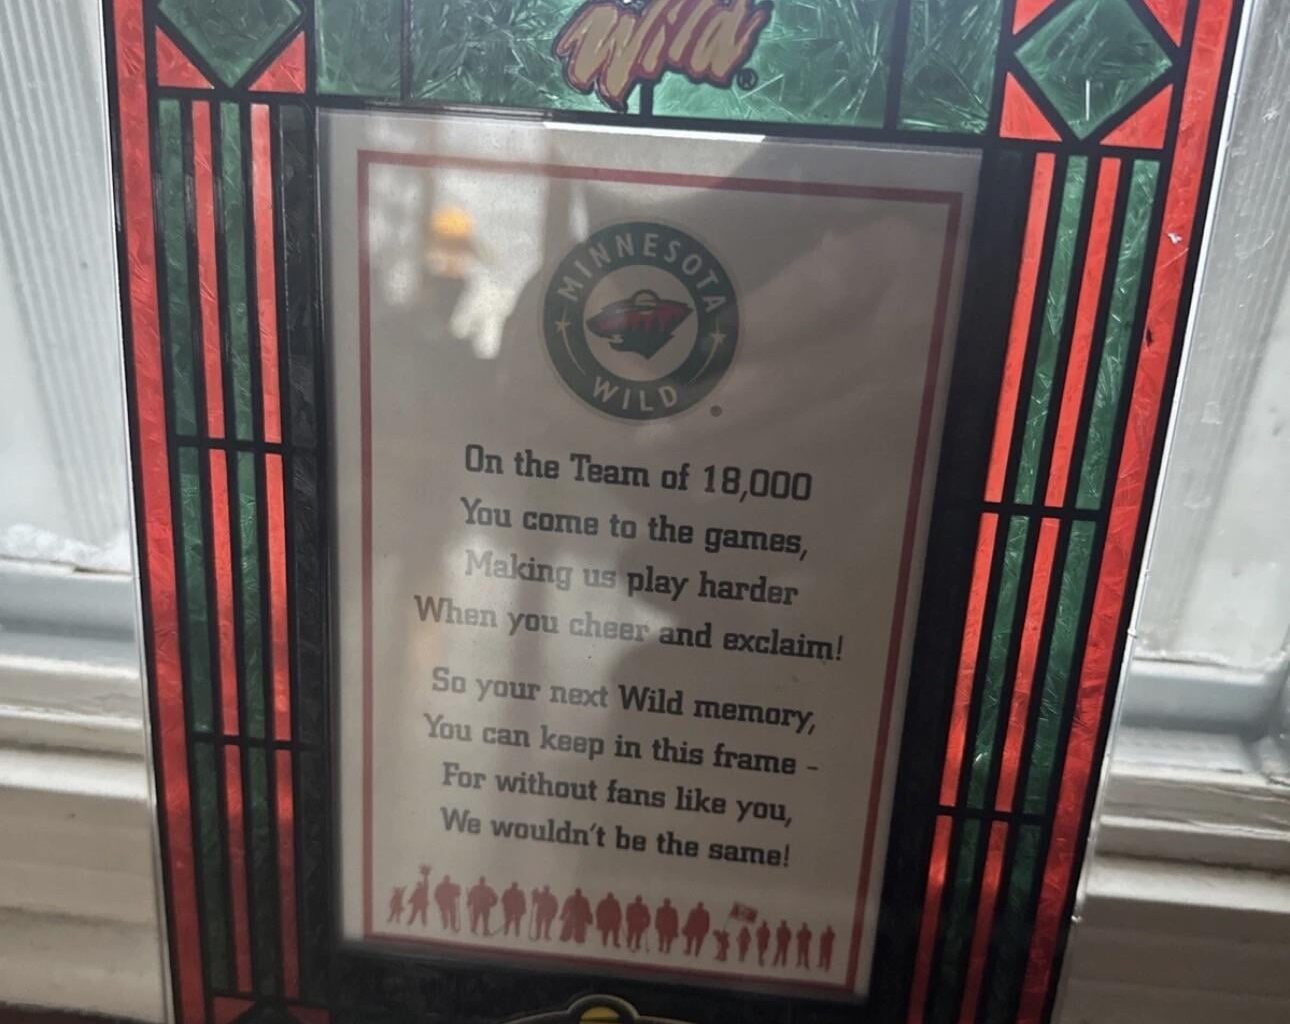 Wild®
MINNESOTA
WILD
On the Team of 18,000
You come to the games,
Making us play harder
When you cheer and exclaim!
So your next Wild memory,
You can keep in this frame -
For without fans like you,
We wouldn't be the same!